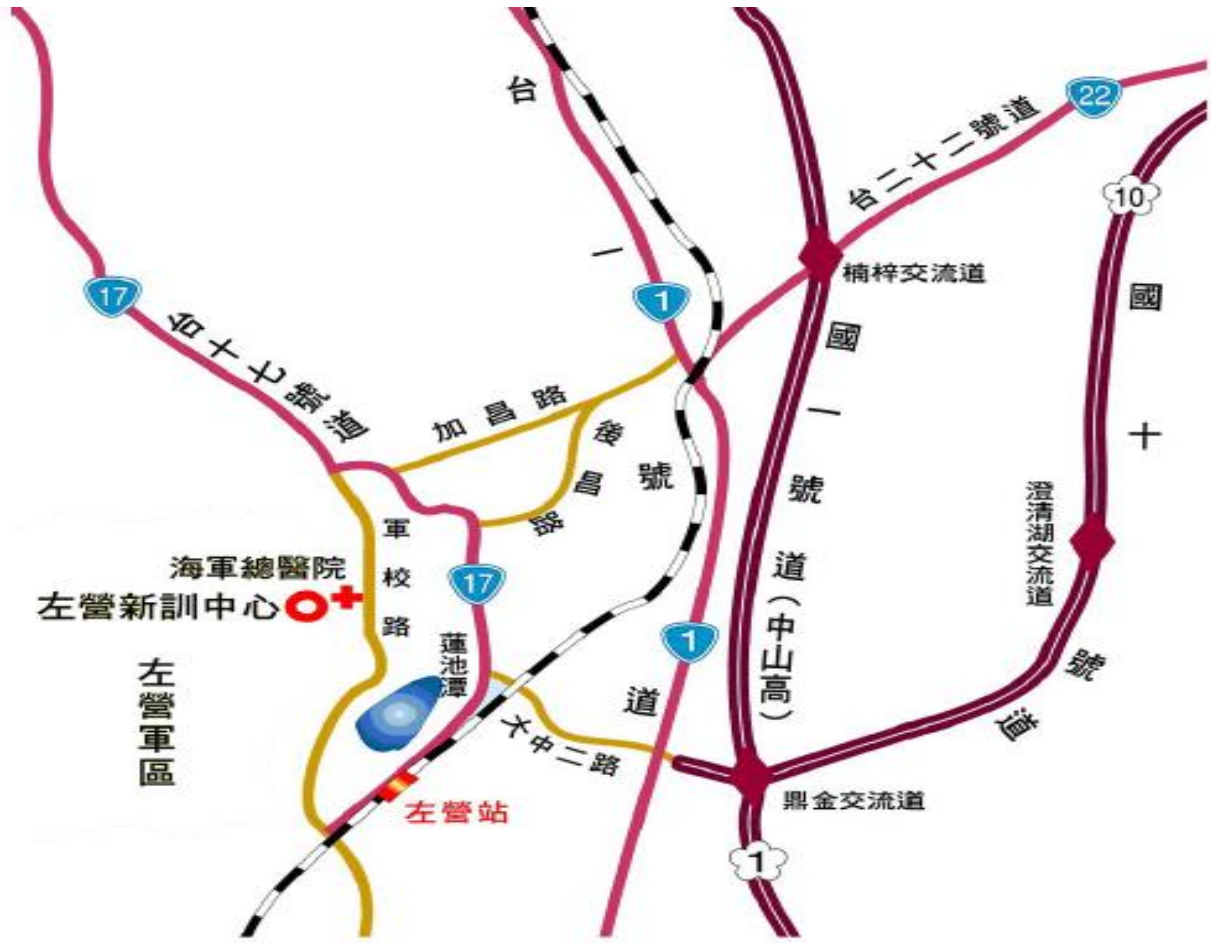 台一號道
22
台二十二號道
10
楠梓交流道
17
1
國十號道
台十七號道
國一號道(中山高)
加昌路
後昌路
澄清湖交流道
軍校路
海軍總醫院
左營新訓中心
17
1
蓮池潭
左營軍區
大中二路
左營站
鼎金交流道
1